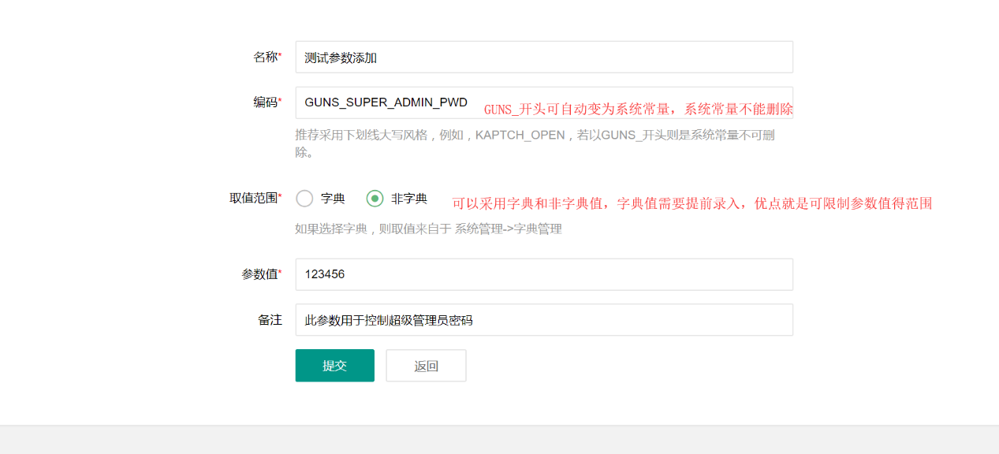 名称*
测试参数添加
编码*
GUNS_SUPER_ADMIN_PWD
GUNS_开头可自动变为系统常量，系统常量不能删除
推荐采用下划线大写风格，例如，KAPTCH_OPEN，若以GUNS_开头则是系统常量不可删
除。
取值范围*
字典
非字典
可以采用字典和非字典值，字典值需要提前录入，优点就是可限制参数值得范围
如果选择字典，则取值来自于 系统管理->字典管理
参数值*
123456
备注
此参数用于控制超级管理员密码
提交
返回